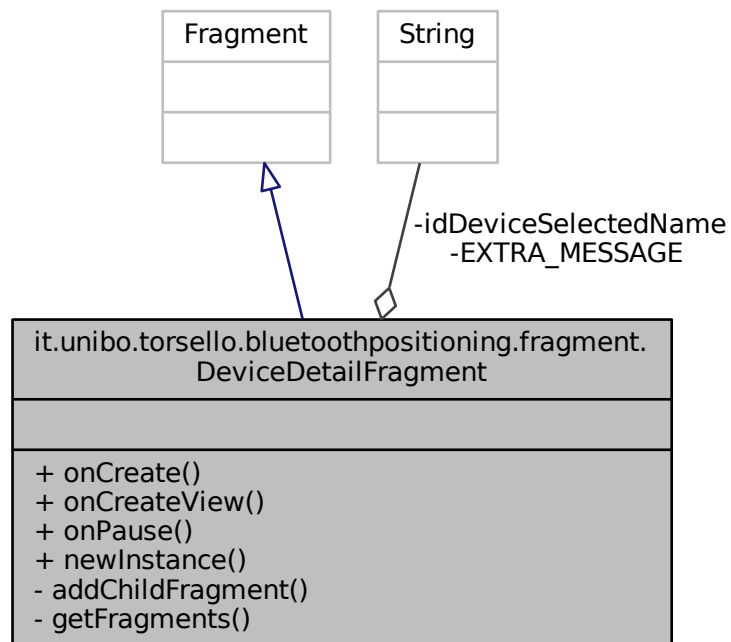 Fragment
String
-idDeviceSelectedName
-EXTRA_MESSAGE
it.unibo.torsello.bluetoothpositioning.fragment.
DeviceDetailFragment
+ onCreate()
+ onCreateView()
+ onPause()
+ newInstance()
- addChildFragment()
- getFragments()